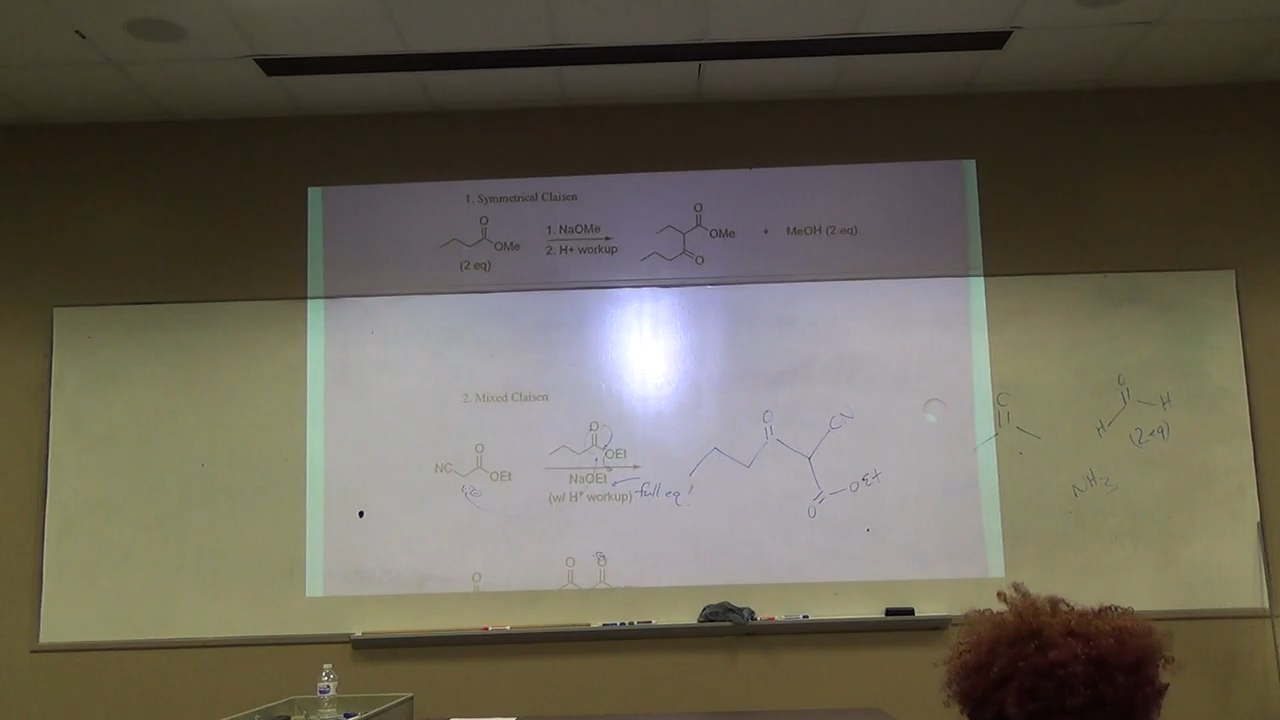 1. Symmetrical Claisen
O
OMe
(2 eq)
1. NaOMe
2. H+ workup
O
OMe
O
+ MeOH (2 eq)
2. Mixed Claisen
NC
O
OEt
O
OEt
NaOEt
(w/ H+ workup)
full eq!
O
CN
O
OEt
O
H
H
(2 eq)
NH3
O
O
O